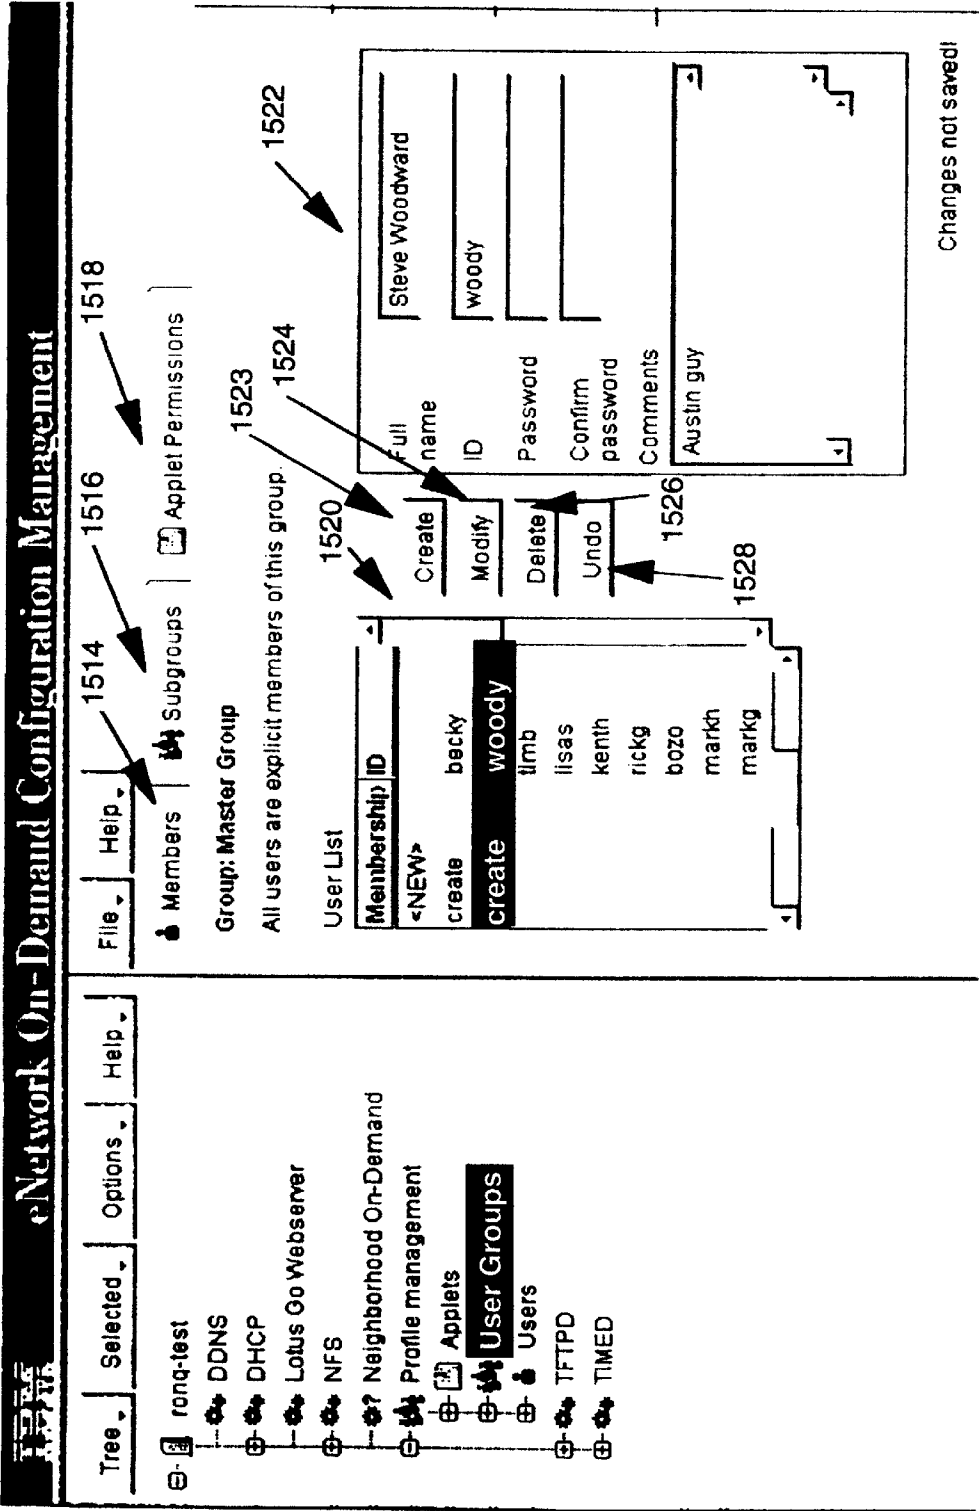 eNetwork On-Demand Configuration Management
Tree Selected Options Help
ronq-test
DDNS
DHCP
Lotus Go Webserver
NFS
? Neighborhood On-Demand
Profile management
Applets
User Groups
Users
TFTPD
TIMED
File Help
Members Subgroups Applet Permissions
1514
1516
1518
Group: Master Group
All users are explicit members of this group.
User List
Membership ID
<NEW>
create becky
create woody
timb
lisas
kenth
rickg
bozo
markh
markg
1520
1523
1524
1522
Create
Modify
Delete
Undo
1526
1528
Full name Steve Woodward
ID woody
Password
Confirm password
Comments
Austin guy
Changes not saved!